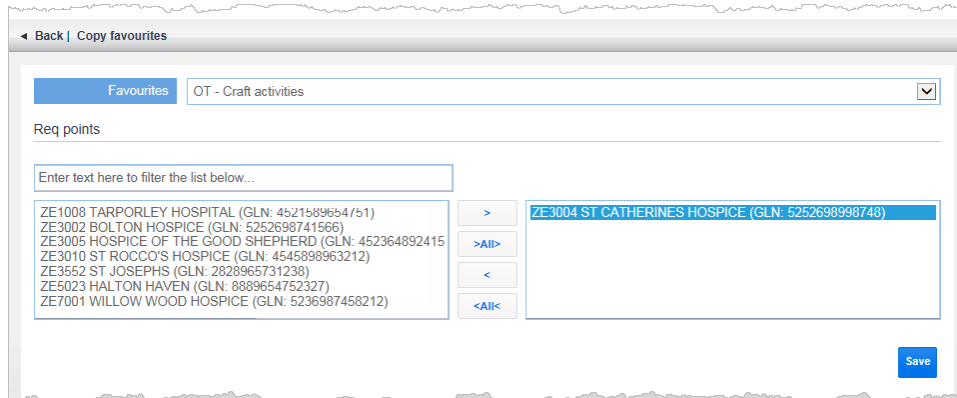 ◄ Back | Copy favourites
Favourites OT - Craft activities
Req points
Enter text here to filter the list below...
ZE1008 TARPORLEY HOSPITAL (GLN: 4521589654751)
ZE3002 BOLTON HOSPICE (GLN: 5252698741566)
ZE3005 HOSPICE OF THE GOOD SHEPHERD (GLN: 452364892415
ZE3010 ST ROCCO'S HOSPICE (GLN: 4545898963212)
ZE3552 ST JOSEPHS (GLN: 2828965731238)
ZE5023 HALTON HAVEN (GLN: 8889654752327)
ZE7001 WILLOW WOOD HOSPICE (GLN: 5236987458212)
>
>All>
<
<All<
ZE3004 ST CATHERINES HOSPICE (GLN: 5252698998748)
Save